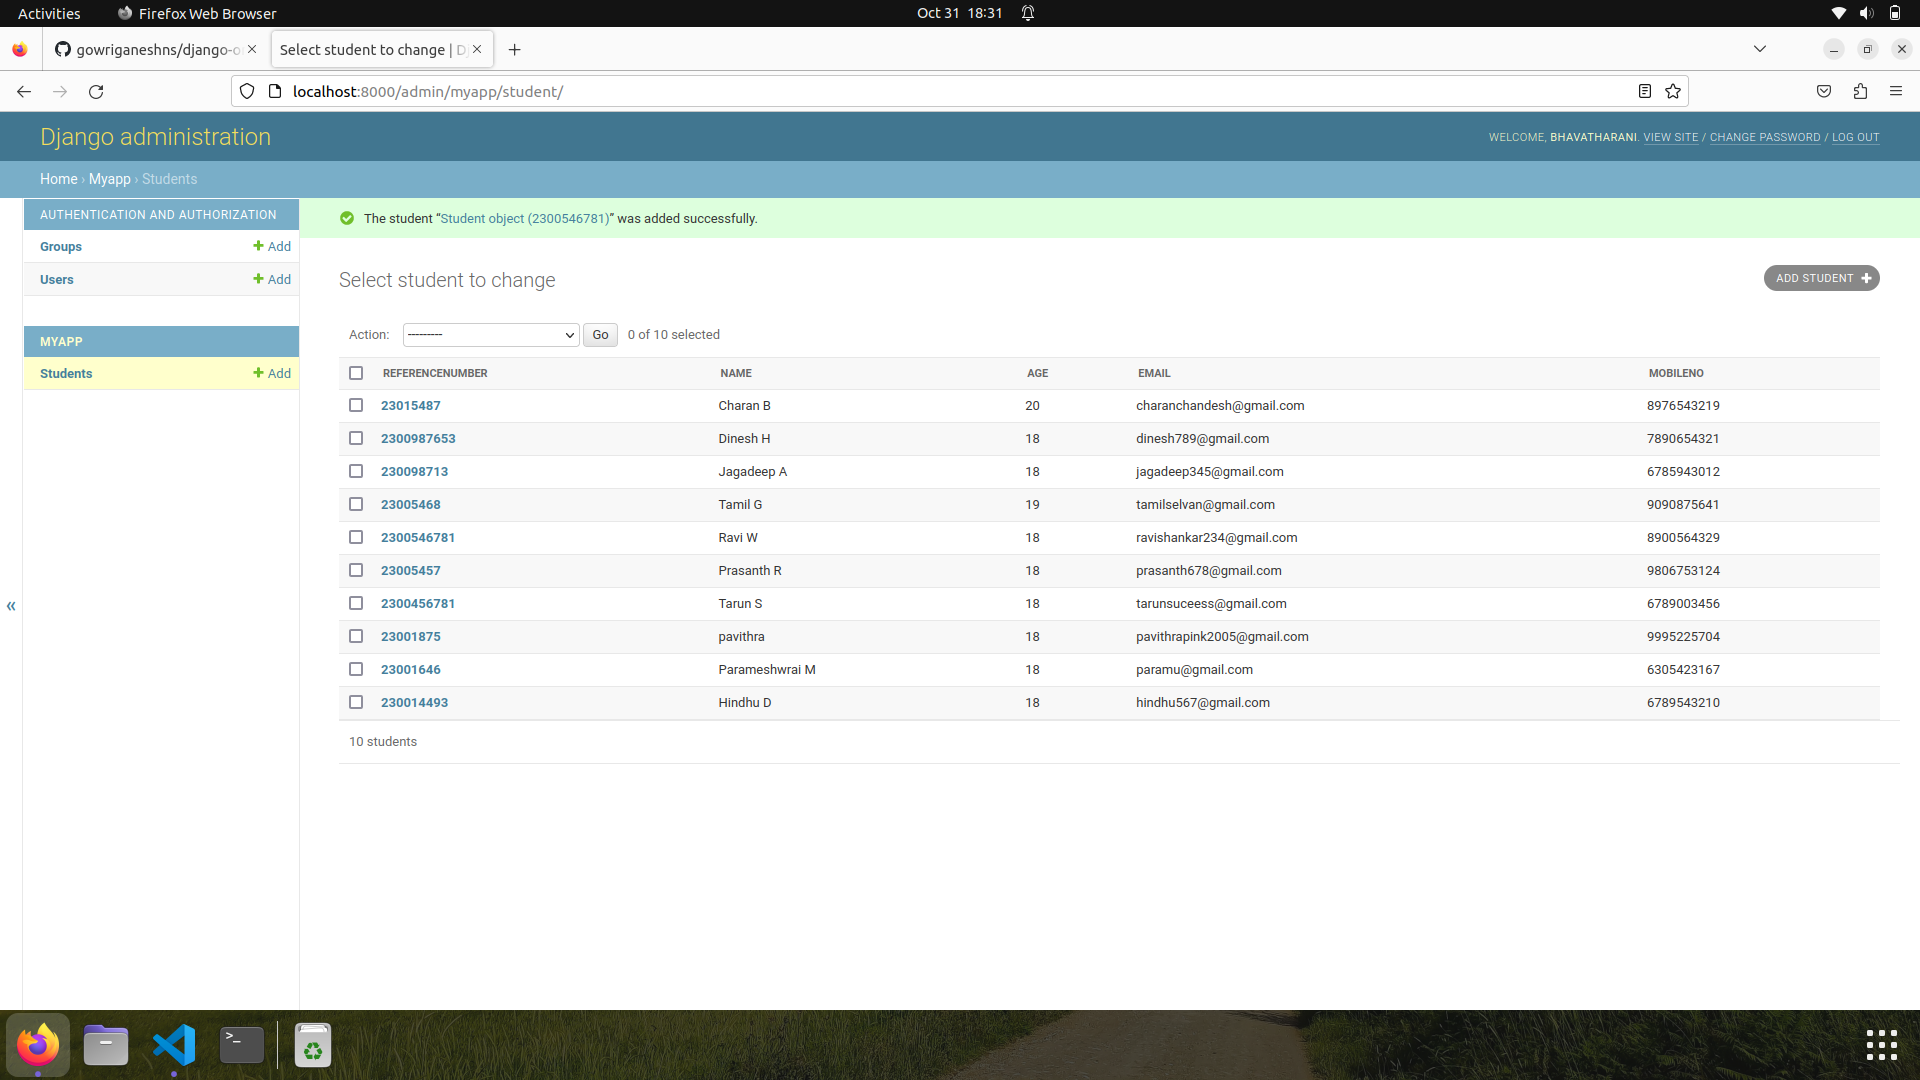 Activities Firefox Web Browser Oct 31 18:31
gowriganeshns/django-o Select student to change | D
localhost:8000/admin/myapp/student/
Django administration WELCOME, BHAVATHARANI. VIEW SITE / CHANGE PASSWORD / LOG OUT
Home › Myapp › Students
AUTHENTICATION AND AUTHORIZATION
Groups + Add
Users + Add
MYAPP
Students + Add
«
The student “Student object (2300546781)” was added successfully.
Select student to change ADD STUDENT +
Action: --------- Go 0 of 10 selected
REFERENCENUMBER NAME AGE EMAIL MOBILENO
23015487 Charan B 20 charanchandesh@gmail.com 8976543219
2300987653 Dinesh H 18 dinesh789@gmail.com 7890654321
230098713 Jagadeep A 18 jagadeep345@gmail.com 6785943012
23005468 Tamil G 19 tamilselvan@gmail.com 9090875641
2300546781 Ravi W 18 ravishankar234@gmail.com 8900564329
23005457 Prasanth R 18 prasanth678@gmail.com 9806753124
2300456781 Tarun S 18 tarunsuceess@gmail.com 6789003456
23001875 pavithra 18 pavithrapink2005@gmail.com 9995225704
23001646 Parameshwrai M 18 paramu@gmail.com 6305423167
230014493 Hindhu D 18 hindhu567@gmail.com 6789543210
10 students